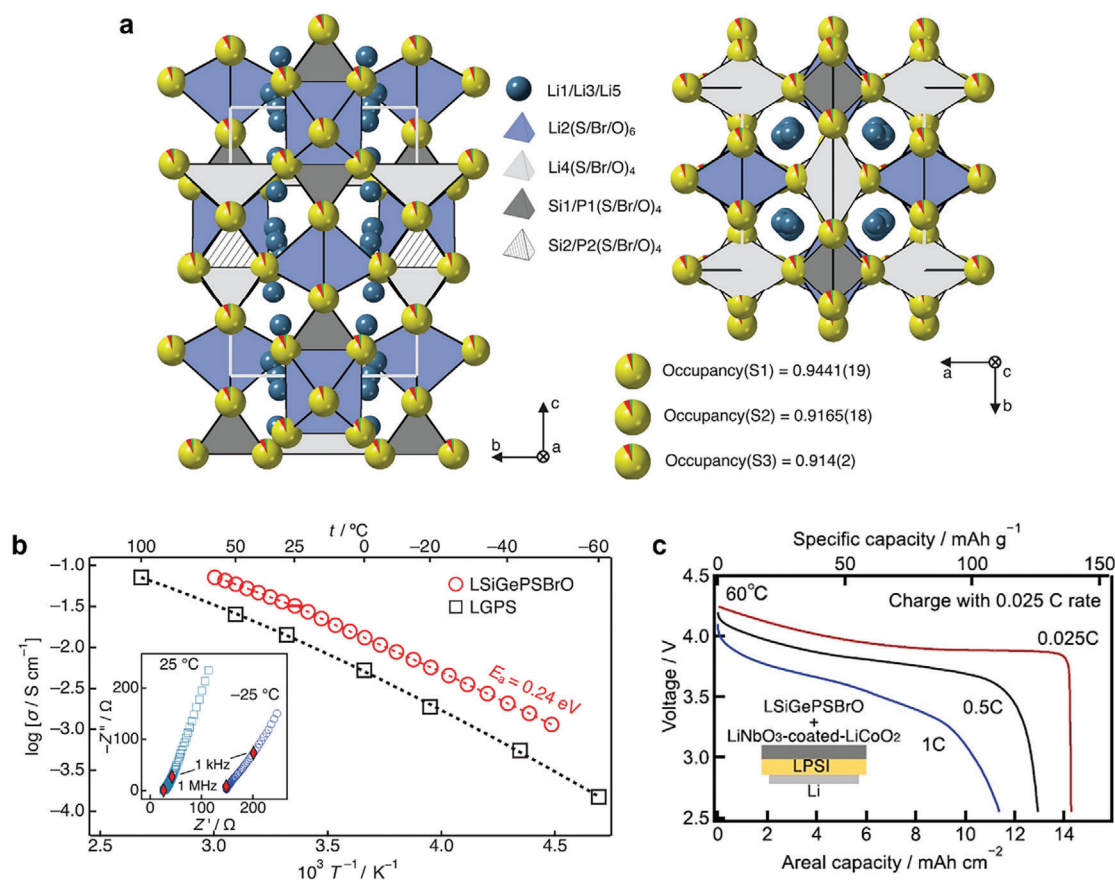 a
Li1/Li3/Li5
Li2(S/Br/O)₆
Li4(S/Br/O)₄
Si1/P1(S/Br/O)₄
Si2/P2(S/Br/O)₄
c
b
a
Occupancy(S1) = 0.9441(19)
Occupancy(S2) = 0.9165(18)
Occupancy(S3) = 0.914(2)
a
c
b
b
t / °C
100 50 25 0 −20 −40 −60
−1.0
−1.5
−2.0
−2.5
−3.0
−3.5
−4.0
log [σ / S cm⁻¹]
LSiGePSBrO
LGPS
Eₐ = 0.24 eV
25 °C
−25 °C
200
100
0
−Z'' / Ω
1 kHz
1 MHz
0 100 200
Z' / Ω
2.5 3.0 3.5 4.0 4.5
10³ T⁻¹ / K⁻¹
c
Specific capacity / mAh g⁻¹
0 50 100 150
4.5
4.0
3.5
3.0
2.5
Voltage / V
60°C
Charge with 0.025 C rate
0.025C
0.5C
1C
LSiGePSBrO
+
LiNbO₃-coated-LiCoO₂
LPSI
Li
0 2 4 6 8 10 12 14
Areal capacity / mAh cm⁻²